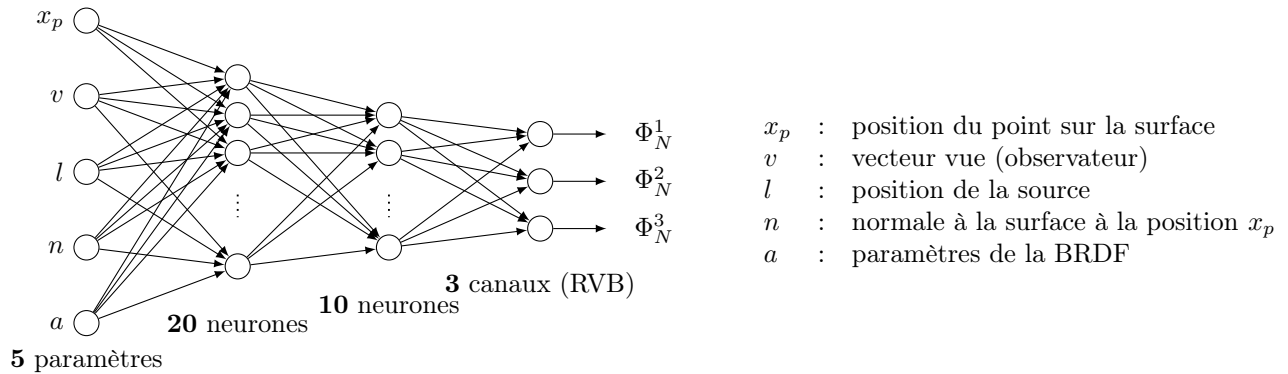 x_p
v
l
n
a
5 paramètres
20 neurones
10 neurones
3 canaux (RVB)
Φ_N^1
Φ_N^2
Φ_N^3
x_p : position du point sur la surface
v : vecteur vue (observateur)
l : position de la source
n : normale à la surface à la position x_p
a : paramètres de la BRDF